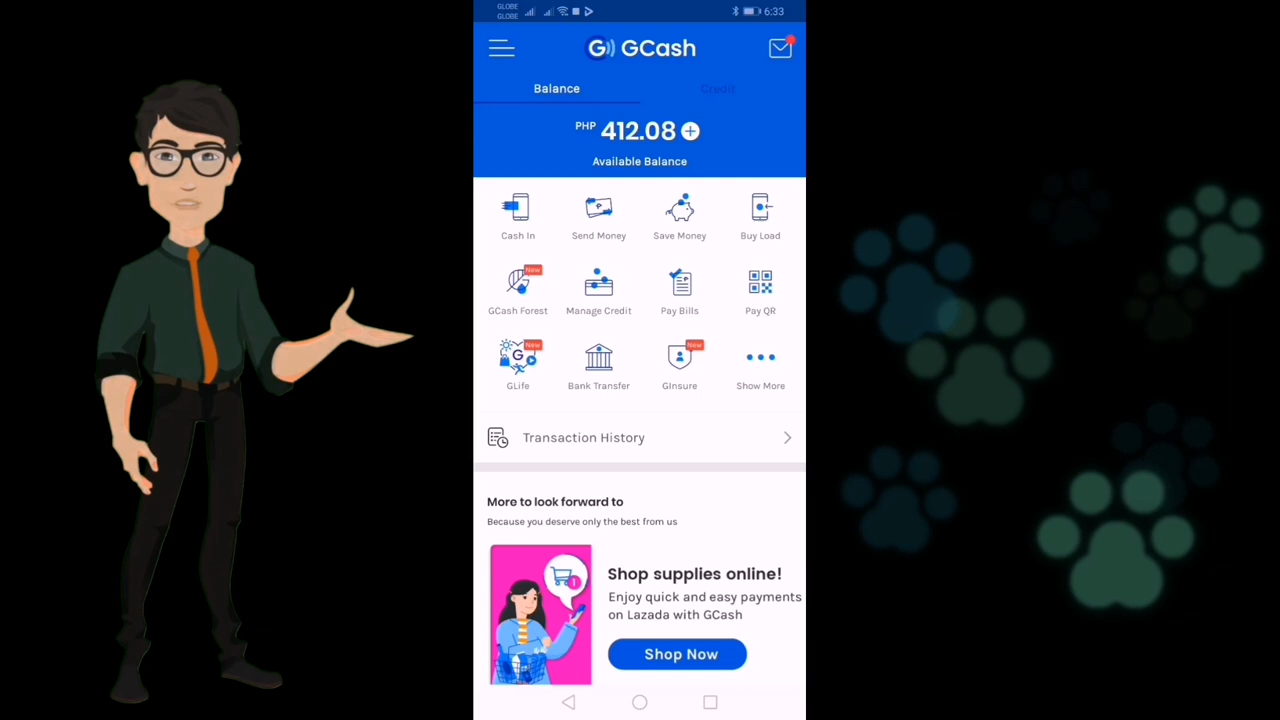 GLOBE
GLOBE
6:33
G GCash
Balance
Credit
PHP 412.08
Available Balance
Cash In
Send Money
Save Money
Buy Load
New
GCash Forest
Manage Credit
Pay Bills
Pay QR
New
G
New
GLife
Bank Transfer
GInsure
Show More
Transaction History
More to look forward to
Because you deserve only the best from us
1
Shop supplies online!
Enjoy quick and easy payments
on Lazada with GCash
Shop Now